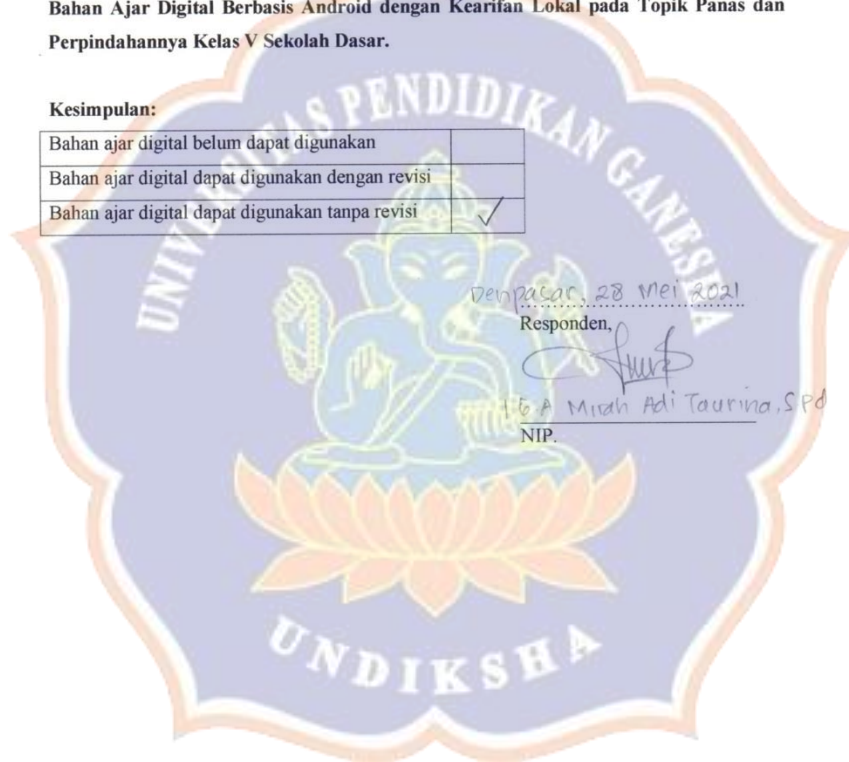 Bahan Ajar Digital Berbasis Android dengan Kearifan Lokal pada Topik Panas dan
Perpindahannya Kelas V Sekolah Dasar.
Kesimpulan:
Bahan ajar digital belum dapat digunakan
Bahan ajar digital dapat digunakan dengan revisi
Bahan ajar digital dapat digunakan tanpa revisi ✓
Denpasar, 28 Mei 2021
Responden,
I G A Mirah Adi Taurina, S Pd
NIP.
UNIVERSITAS PENDIDIKAN GANESHA
UNDIKSHA